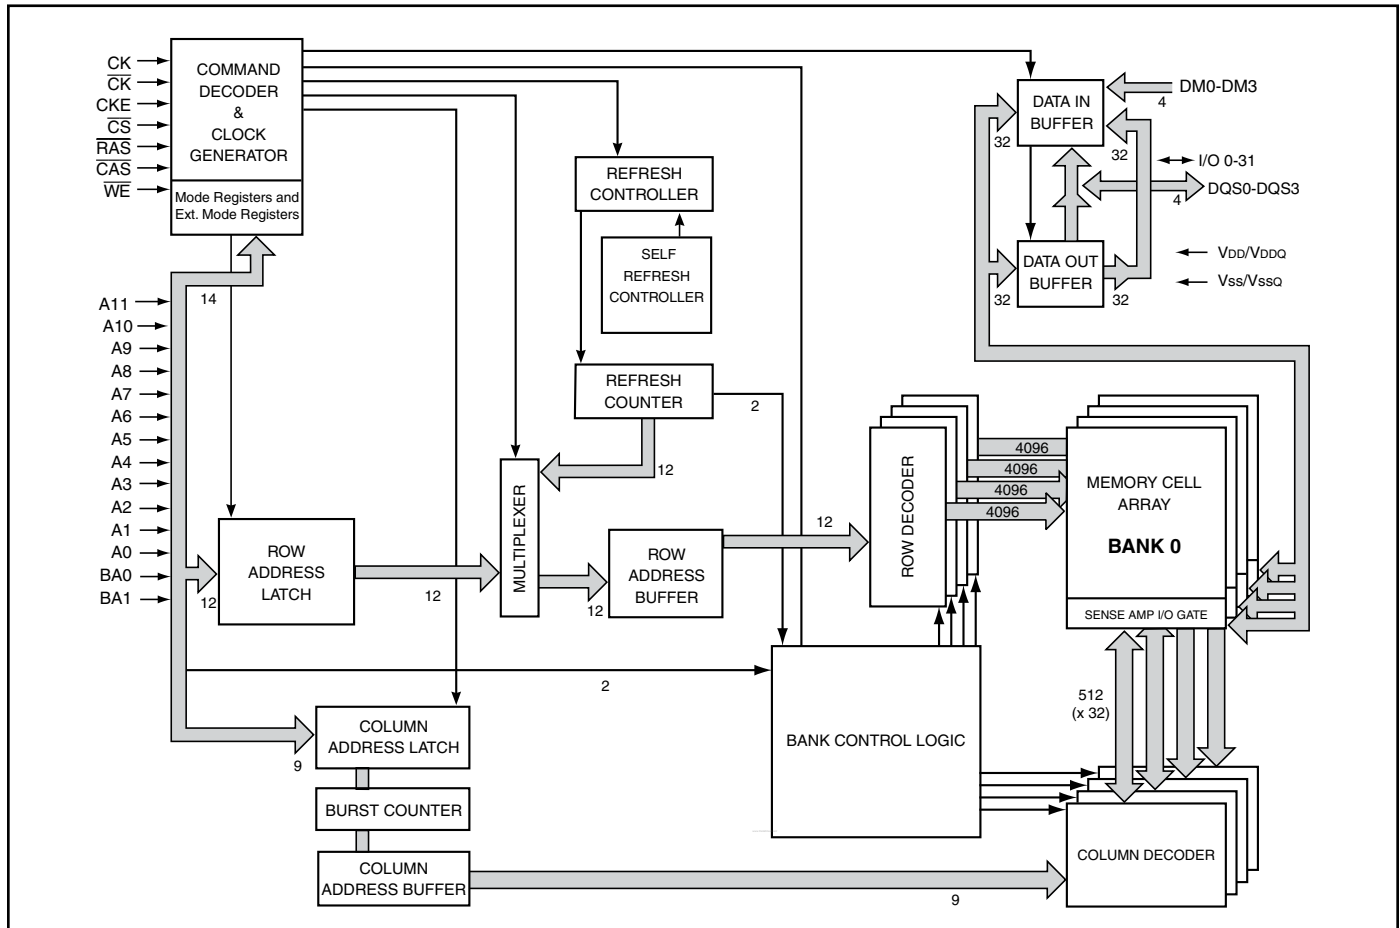 CK
CK
CKE
CS
RAS
CAS
WE
COMMAND
DECODER
&
CLOCK
GENERATOR
Mode Registers and
Ext. Mode Registers
14
A11
A10
A9
A8
A7
A6
A5
A4
A3
A2
A1
A0
BA0
BA1
12
ROW
ADDRESS
LATCH
12
MULTIPLEXER
12
REFRESH
CONTROLLER
SELF
REFRESH
CONTROLLER
REFRESH
COUNTER
2
12
ROW
ADDRESS
BUFFER
12
2
9
COLUMN
ADDRESS LATCH
BURST COUNTER
COLUMN
ADDRESS BUFFER
9
BANK CONTROL LOGIC
ROW DECODER
4096
4096
4096
4096
MEMORY CELL
ARRAY
BANK 0
SENSE AMP I/O GATE
512
(x 32)
COLUMN DECODER
DATA IN
BUFFER
DM0-DM3
4
32
32
I/O 0-31
DQS0-DQS3
4
DATA OUT
BUFFER
32
32
VDD/VDDQ
Vss/VssQ